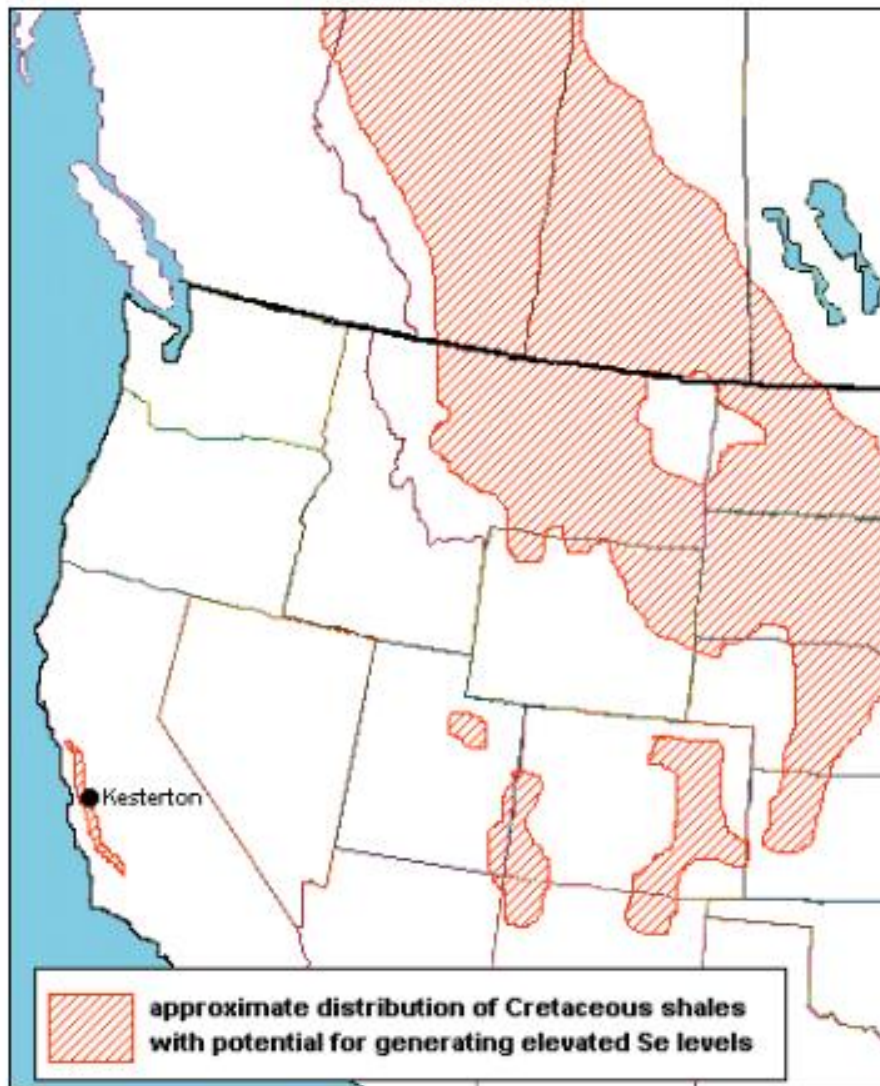 Kesterton
approximate distribution of Cretaceous shales
with potential for generating elevated Se levels